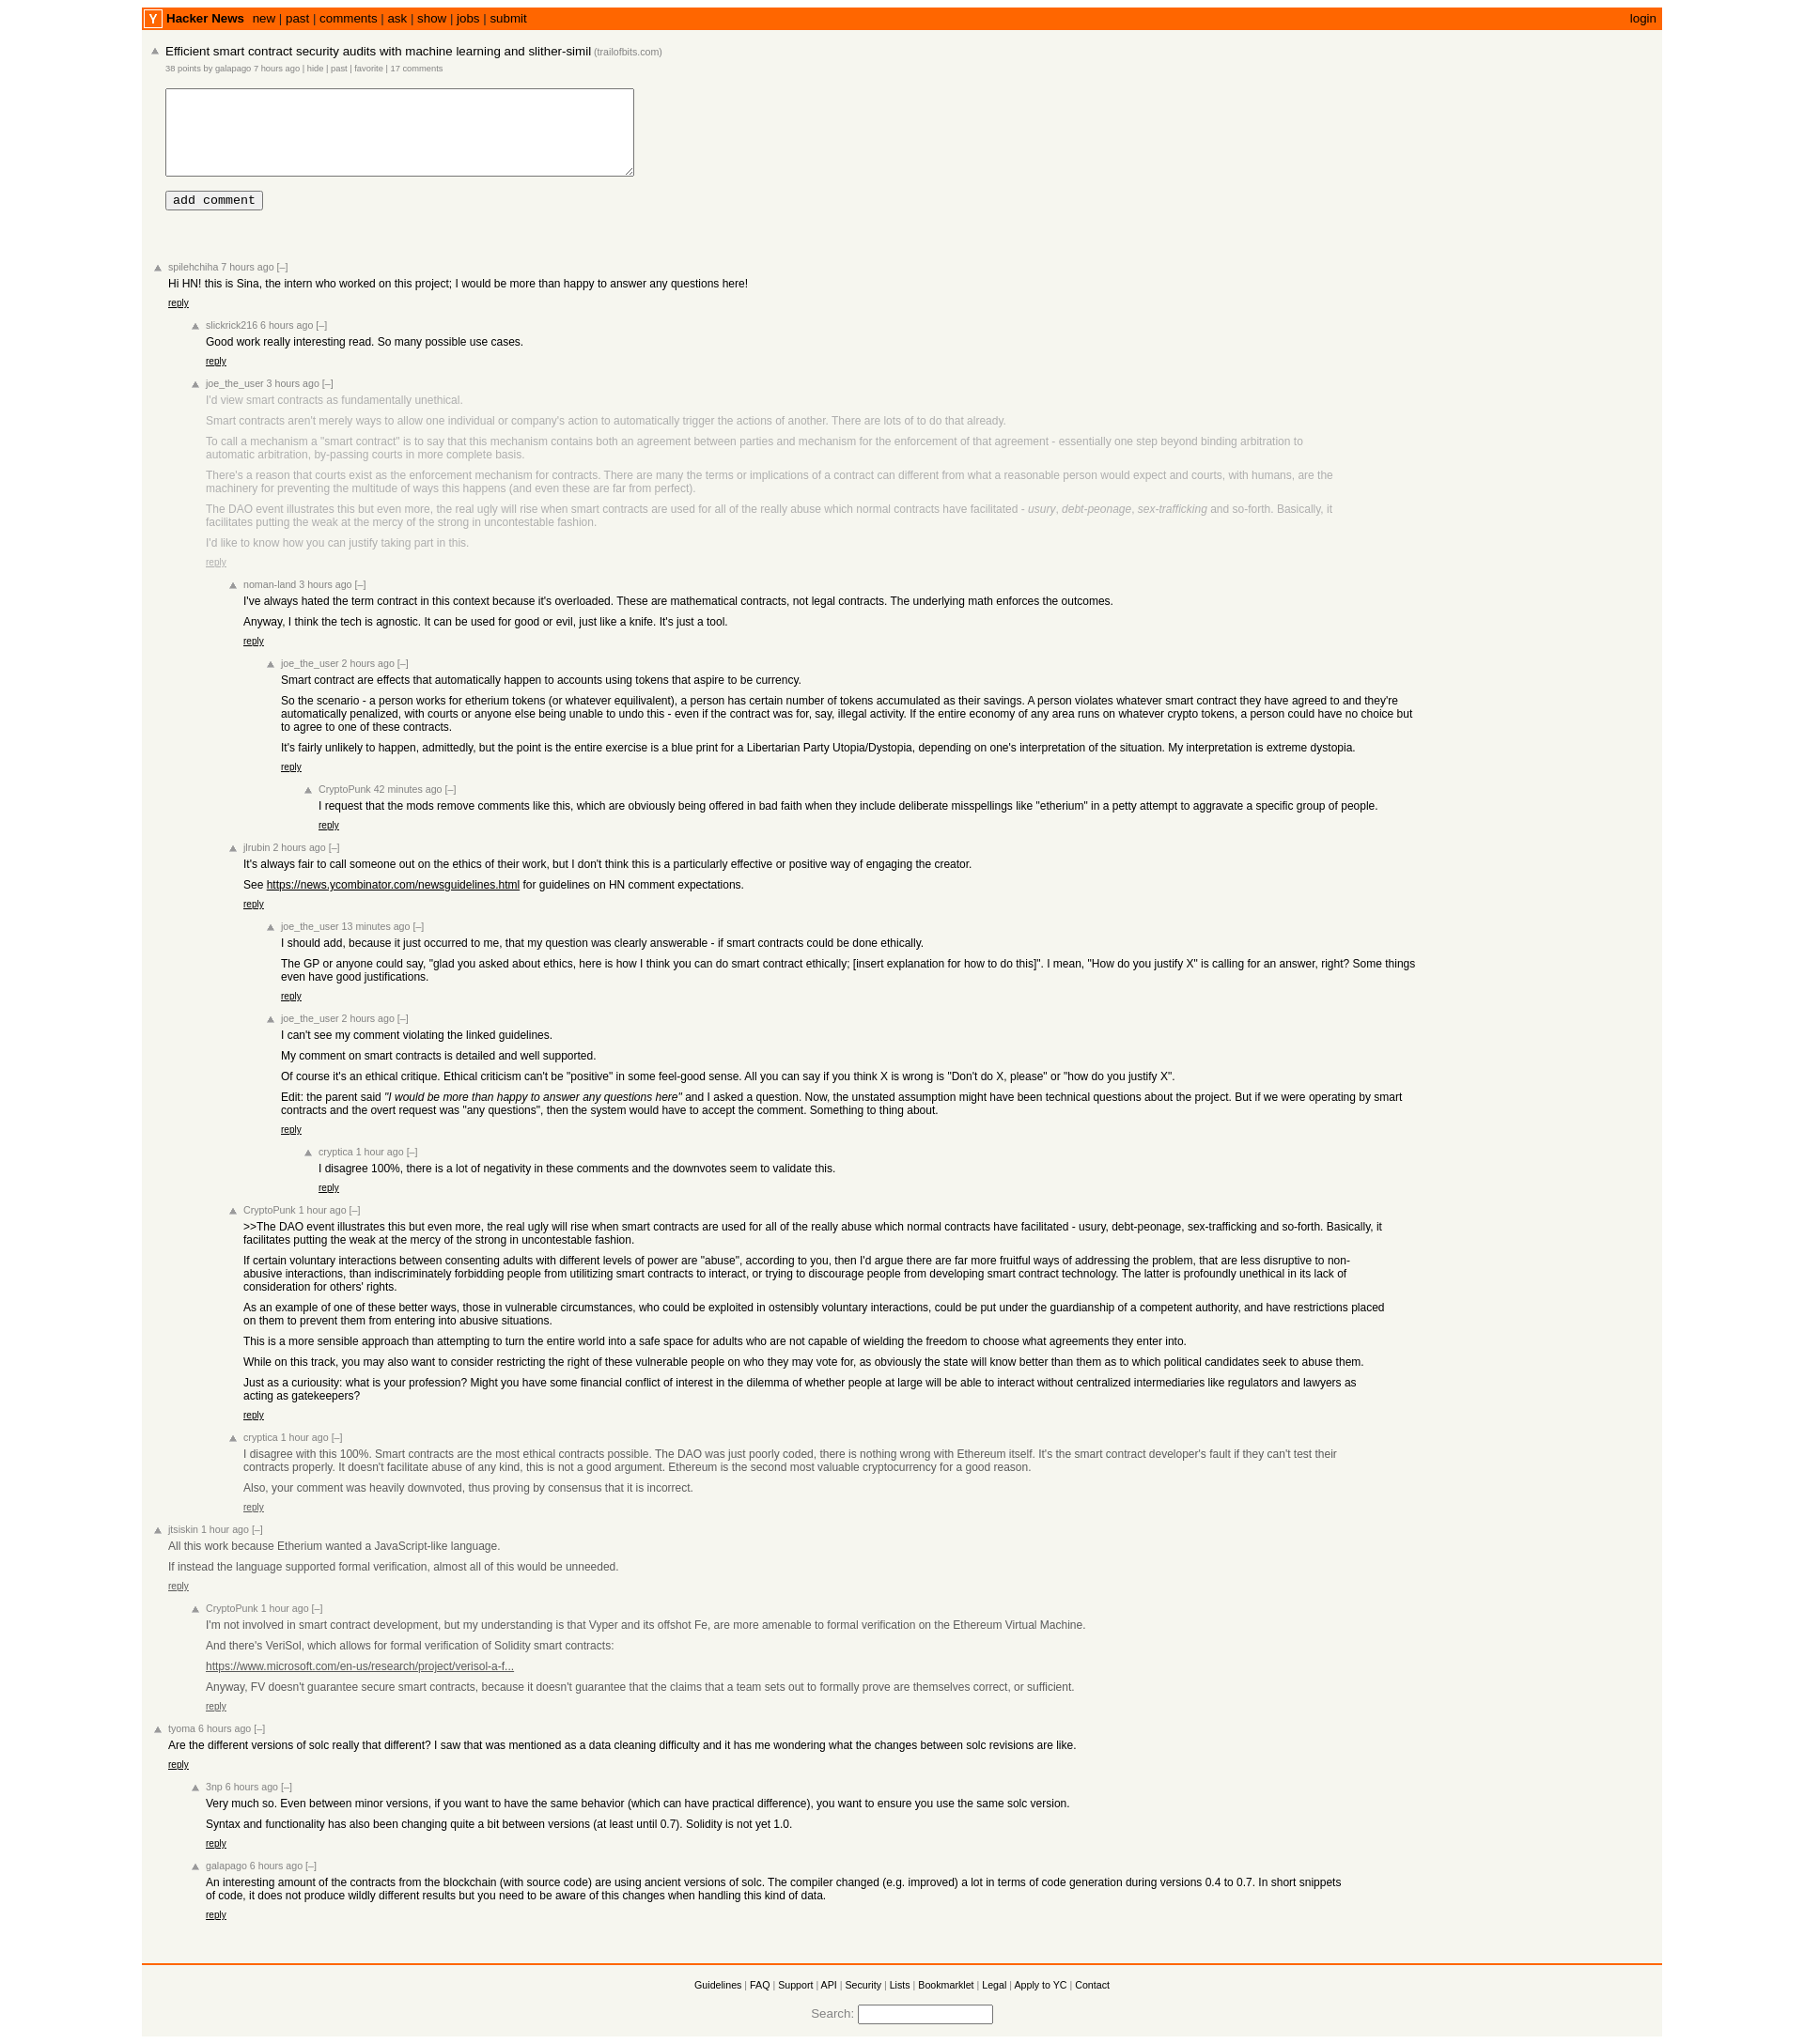 Y Hacker News new | past | comments | ask | show | jobs | submit login
Efficient smart contract security audits with machine learning and slither-simil (trailofbits.com)
38 points by galapago 7 hours ago | hide | past | favorite | 17 comments
add comment
spilehchiha 7 hours ago [–]
Hi HN! this is Sina, the intern who worked on this project; I would be more than happy to answer any questions here!
reply
slickrick216 6 hours ago [–]
Good work really interesting read. So many possible use cases.
reply
joe_the_user 3 hours ago [–]
I'd view smart contracts as fundamentally unethical.
Smart contracts aren't merely ways to allow one individual or company's action to automatically trigger the actions of another. There are lots of to do that already.
To call a mechanism a "smart contract" is to say that this mechanism contains both an agreement between parties and mechanism for the enforcement of that agreement - essentially one step beyond binding arbitration to
automatic arbitration, by-passing courts in more complete basis.
There's a reason that courts exist as the enforcement mechanism for contracts. There are many the terms or implications of a contract can different from what a reasonable person would expect and courts, with humans, are the
machinery for preventing the multitude of ways this happens (and even these are far from perfect).
The DAO event illustrates this but even more, the real ugly will rise when smart contracts are used for all of the really abuse which normal contracts have facilitated - usury, debt-peonage, sex-trafficking and so-forth. Basically, it
facilitates putting the weak at the mercy of the strong in uncontestable fashion.
I'd like to know how you can justify taking part in this.
reply
noman-land 3 hours ago [–]
I've always hated the term contract in this context because it's overloaded. These are mathematical contracts, not legal contracts. The underlying math enforces the outcomes.
Anyway, I think the tech is agnostic. It can be used for good or evil, just like a knife. It's just a tool.
reply
joe_the_user 2 hours ago [–]
Smart contract are effects that automatically happen to accounts using tokens that aspire to be currency.
So the scenario - a person works for etherium tokens (or whatever equilivalent), a person has certain number of tokens accumulated as their savings. A person violates whatever smart contract they have agreed to and they're
automatically penalized, with courts or anyone else being unable to undo this - even if the contract was for, say, illegal activity. If the entire economy of any area runs on whatever crypto tokens, a person could have no choice but
to agree to one of these contracts.
It's fairly unlikely to happen, admittedly, but the point is the entire exercise is a blue print for a Libertarian Party Utopia/Dystopia, depending on one's interpretation of the situation. My interpretation is extreme dystopia.
reply
CryptoPunk 42 minutes ago [–]
I request that the mods remove comments like this, which are obviously being offered in bad faith when they include deliberate misspellings like "etherium" in a petty attempt to aggravate a specific group of people.
reply
jlrubin 2 hours ago [–]
It's always fair to call someone out on the ethics of their work, but I don't think this is a particularly effective or positive way of engaging the creator.
See https://news.ycombinator.com/newsguidelines.html for guidelines on HN comment expectations.
reply
joe_the_user 13 minutes ago [–]
I should add, because it just occurred to me, that my question was clearly answerable - if smart contracts could be done ethically.
The GP or anyone could say, "glad you asked about ethics, here is how I think you can do smart contract ethically; [insert explanation for how to do this]". I mean, "How do you justify X" is calling for an answer, right? Some things
even have good justifications.
reply
joe_the_user 2 hours ago [–]
I can't see my comment violating the linked guidelines.
My comment on smart contracts is detailed and well supported.
Of course it's an ethical critique. Ethical criticism can't be "positive" in some feel-good sense. All you can say if you think X is wrong is "Don't do X, please" or "how do you justify X".
Edit: the parent said "I would be more than happy to answer any questions here" and I asked a question. Now, the unstated assumption might have been technical questions about the project. But if we were operating by smart
contracts and the overt request was "any questions", then the system would have to accept the comment. Something to thing about.
reply
cryptica 1 hour ago [–]
I disagree 100%, there is a lot of negativity in these comments and the downvotes seem to validate this.
reply
CryptoPunk 1 hour ago [–]
>>The DAO event illustrates this but even more, the real ugly will rise when smart contracts are used for all of the really abuse which normal contracts have facilitated - usury, debt-peonage, sex-trafficking and so-forth. Basically, it
facilitates putting the weak at the mercy of the strong in uncontestable fashion.
If certain voluntary interactions between consenting adults with different levels of power are "abuse", according to you, then I'd argue there are far more fruitful ways of addressing the problem, that are less disruptive to non-
abusive interactions, than indiscriminately forbidding people from utilitizing smart contracts to interact, or trying to discourage people from developing smart contract technology. The latter is profoundly unethical in its lack of
consideration for others' rights.
As an example of one of these better ways, those in vulnerable circumstances, who could be exploited in ostensibly voluntary interactions, could be put under the guardianship of a competent authority, and have restrictions placed
on them to prevent them from entering into abusive situations.
This is a more sensible approach than attempting to turn the entire world into a safe space for adults who are not capable of wielding the freedom to choose what agreements they enter into.
While on this track, you may also want to consider restricting the right of these vulnerable people on who they may vote for, as obviously the state will know better than them as to which political candidates seek to abuse them.
Just as a curiousity: what is your profession? Might you have some financial conflict of interest in the dilemma of whether people at large will be able to interact without centralized intermediaries like regulators and lawyers as
acting as gatekeepers?
reply
cryptica 1 hour ago [–]
I disagree with this 100%. Smart contracts are the most ethical contracts possible. The DAO was just poorly coded, there is nothing wrong with Ethereum itself. It's the smart contract developer's fault if they can't test their
contracts properly. It doesn't facilitate abuse of any kind, this is not a good argument. Ethereum is the second most valuable cryptocurrency for a good reason.
Also, your comment was heavily downvoted, thus proving by consensus that it is incorrect.
reply
jtsiskin 1 hour ago [–]
All this work because Etherium wanted a JavaScript-like language.
If instead the language supported formal verification, almost all of this would be unneeded.
reply
CryptoPunk 1 hour ago [–]
I'm not involved in smart contract development, but my understanding is that Vyper and its offshot Fe, are more amenable to formal verification on the Ethereum Virtual Machine.
And there's VeriSol, which allows for formal verification of Solidity smart contracts:
https://www.microsoft.com/en-us/research/project/verisol-a-f...
Anyway, FV doesn't guarantee secure smart contracts, because it doesn't guarantee that the claims that a team sets out to formally prove are themselves correct, or sufficient.
reply
tyoma 6 hours ago [–]
Are the different versions of solc really that different? I saw that was mentioned as a data cleaning difficulty and it has me wondering what the changes between solc revisions are like.
reply
3np 6 hours ago [–]
Very much so. Even between minor versions, if you want to have the same behavior (which can have practical difference), you want to ensure you use the same solc version.
Syntax and functionality has also been changing quite a bit between versions (at least until 0.7). Solidity is not yet 1.0.
reply
galapago 6 hours ago [–]
An interesting amount of the contracts from the blockchain (with source code) are using ancient versions of solc. The compiler changed (e.g. improved) a lot in terms of code generation during versions 0.4 to 0.7. In short snippets
of code, it does not produce wildly different results but you need to be aware of this changes when handling this kind of data.
reply
Guidelines | FAQ | Support | API | Security | Lists | Bookmarklet | Legal | Apply to YC | Contact
Search: